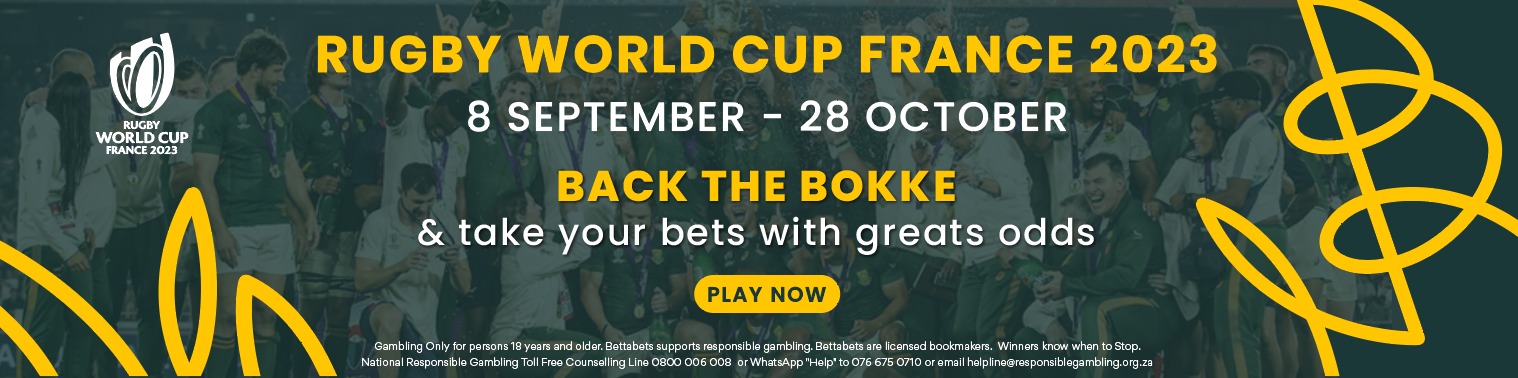 RUGBY WORLD CUP FRANCE 2023
8 SEPTEMBER - 28 OCTOBER
RUGBY
WORLD CUP
FRANCE 2023
BACK THE BOKKE
& take your bets with greats odds
PLAY NOW
Gambling Only for persons 18 years and older. Bettabets supports responsible gambling. Bettabets are licensed bookmakers. Winners know when to Stop.
National Responsible Gambling Toll Free Counselling Line 0800 006 008 or WhatsApp "Help" to 076 675 0710 or email helpline@responsiblegambling.org.za